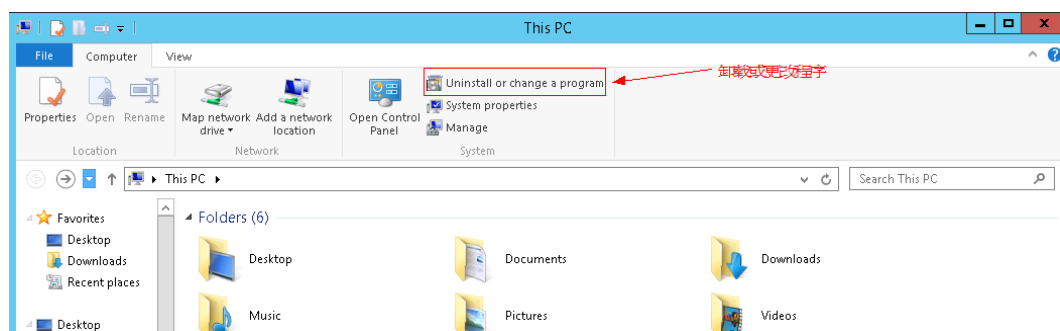 This PC
File Computer View
Uninstall or change a program
卸载或更改程序
System properties
Manage
Properties Open Rename
Map network drive
Add a network location
Open Control Panel
Location
Network
System
This PC
Search This PC
Favorites
Desktop
Downloads
Recent places
Desktop
Folders (6)
Desktop
Documents
Downloads
Music
Pictures
Videos